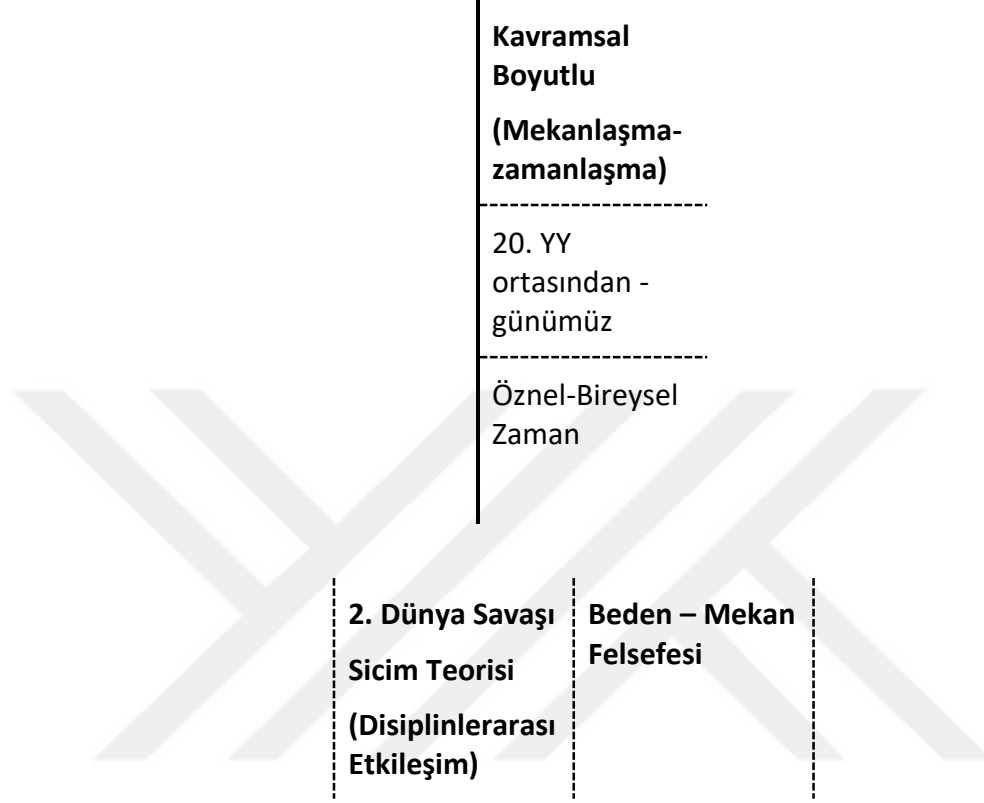 Kavramsal
Boyutlu
(Mekanlaşma-
zamanlaşma)
20. YY
ortasından -
günümüz
Öznel-Bireysel
Zaman
2. Dünya Savaşı
Sicim Teorisi
(Disiplinlerarası
Etkileşim)
Beden – Mekan
Felsefesi